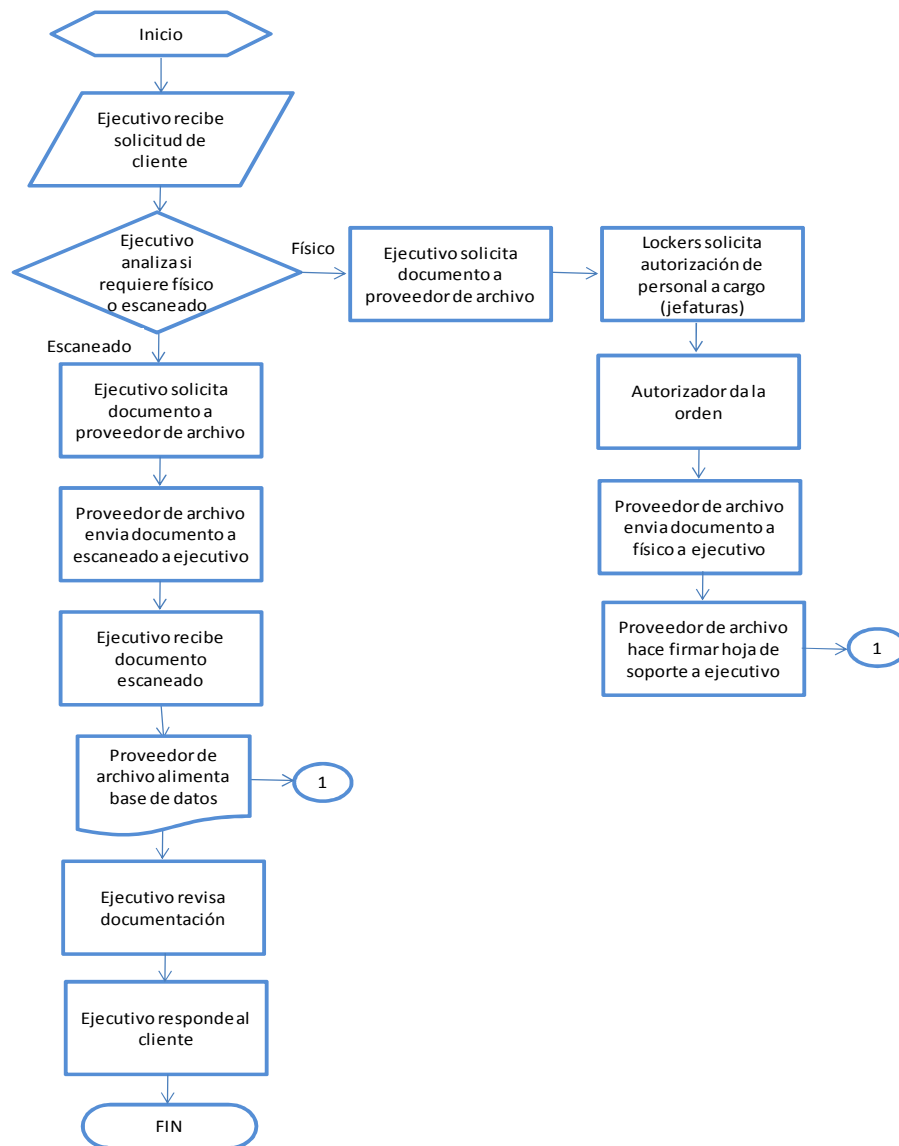 Inicio
Ejecutivo recibe
solicitud de
cliente
Ejecutivo
analiza si
requiere físico
o escaneado
Físico
Ejecutivo solicita
documento a
proveedor de archivo
Lockers solicita
autorización de
personal a cargo
(jefaturas)
Autorizador da la
orden
Proveedor de archivo
envia documento a
físico a ejecutivo
Proveedor de archivo
hace firmar hoja de
soporte a ejecutivo
1
Escaneado
Ejecutivo solicita
documento a
proveedor de archivo
Proveedor de archivo
envia documento a
escaneado a ejecutivo
Ejecutivo recibe
documento
escaneado
Proveedor de
archivo alimenta
base de datos
1
Ejecutivo revisa
documentación
Ejecutivo responde al
cliente
FIN